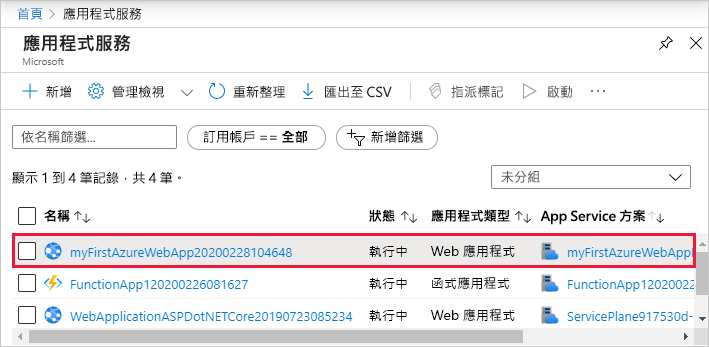 首頁 > 應用程式服務
應用程式服務
Microsoft
新增 管理檢視 重新整理 匯出至 CSV 指派標記 啟動 ···
依名稱篩選... 訂用帳戶 == 全部 新增篩選
顯示 1 到 4 筆記錄，共 4 筆。 未分組
名稱 ↑↓ 狀態 ↑↓ 應用程式類型 ↑↓ App Service 方案 ↑↓
myFirstAzureWebApp20200228104648 執行中 Web 應用程式 myFirstAzureWebAppl
FunctionApp120200226081627 執行中 函式應用程式 FunctionApp12020022
WebApplicationASPDotNETCore20190723085234 執行中 Web 應用程式 ServicePlane917530d-